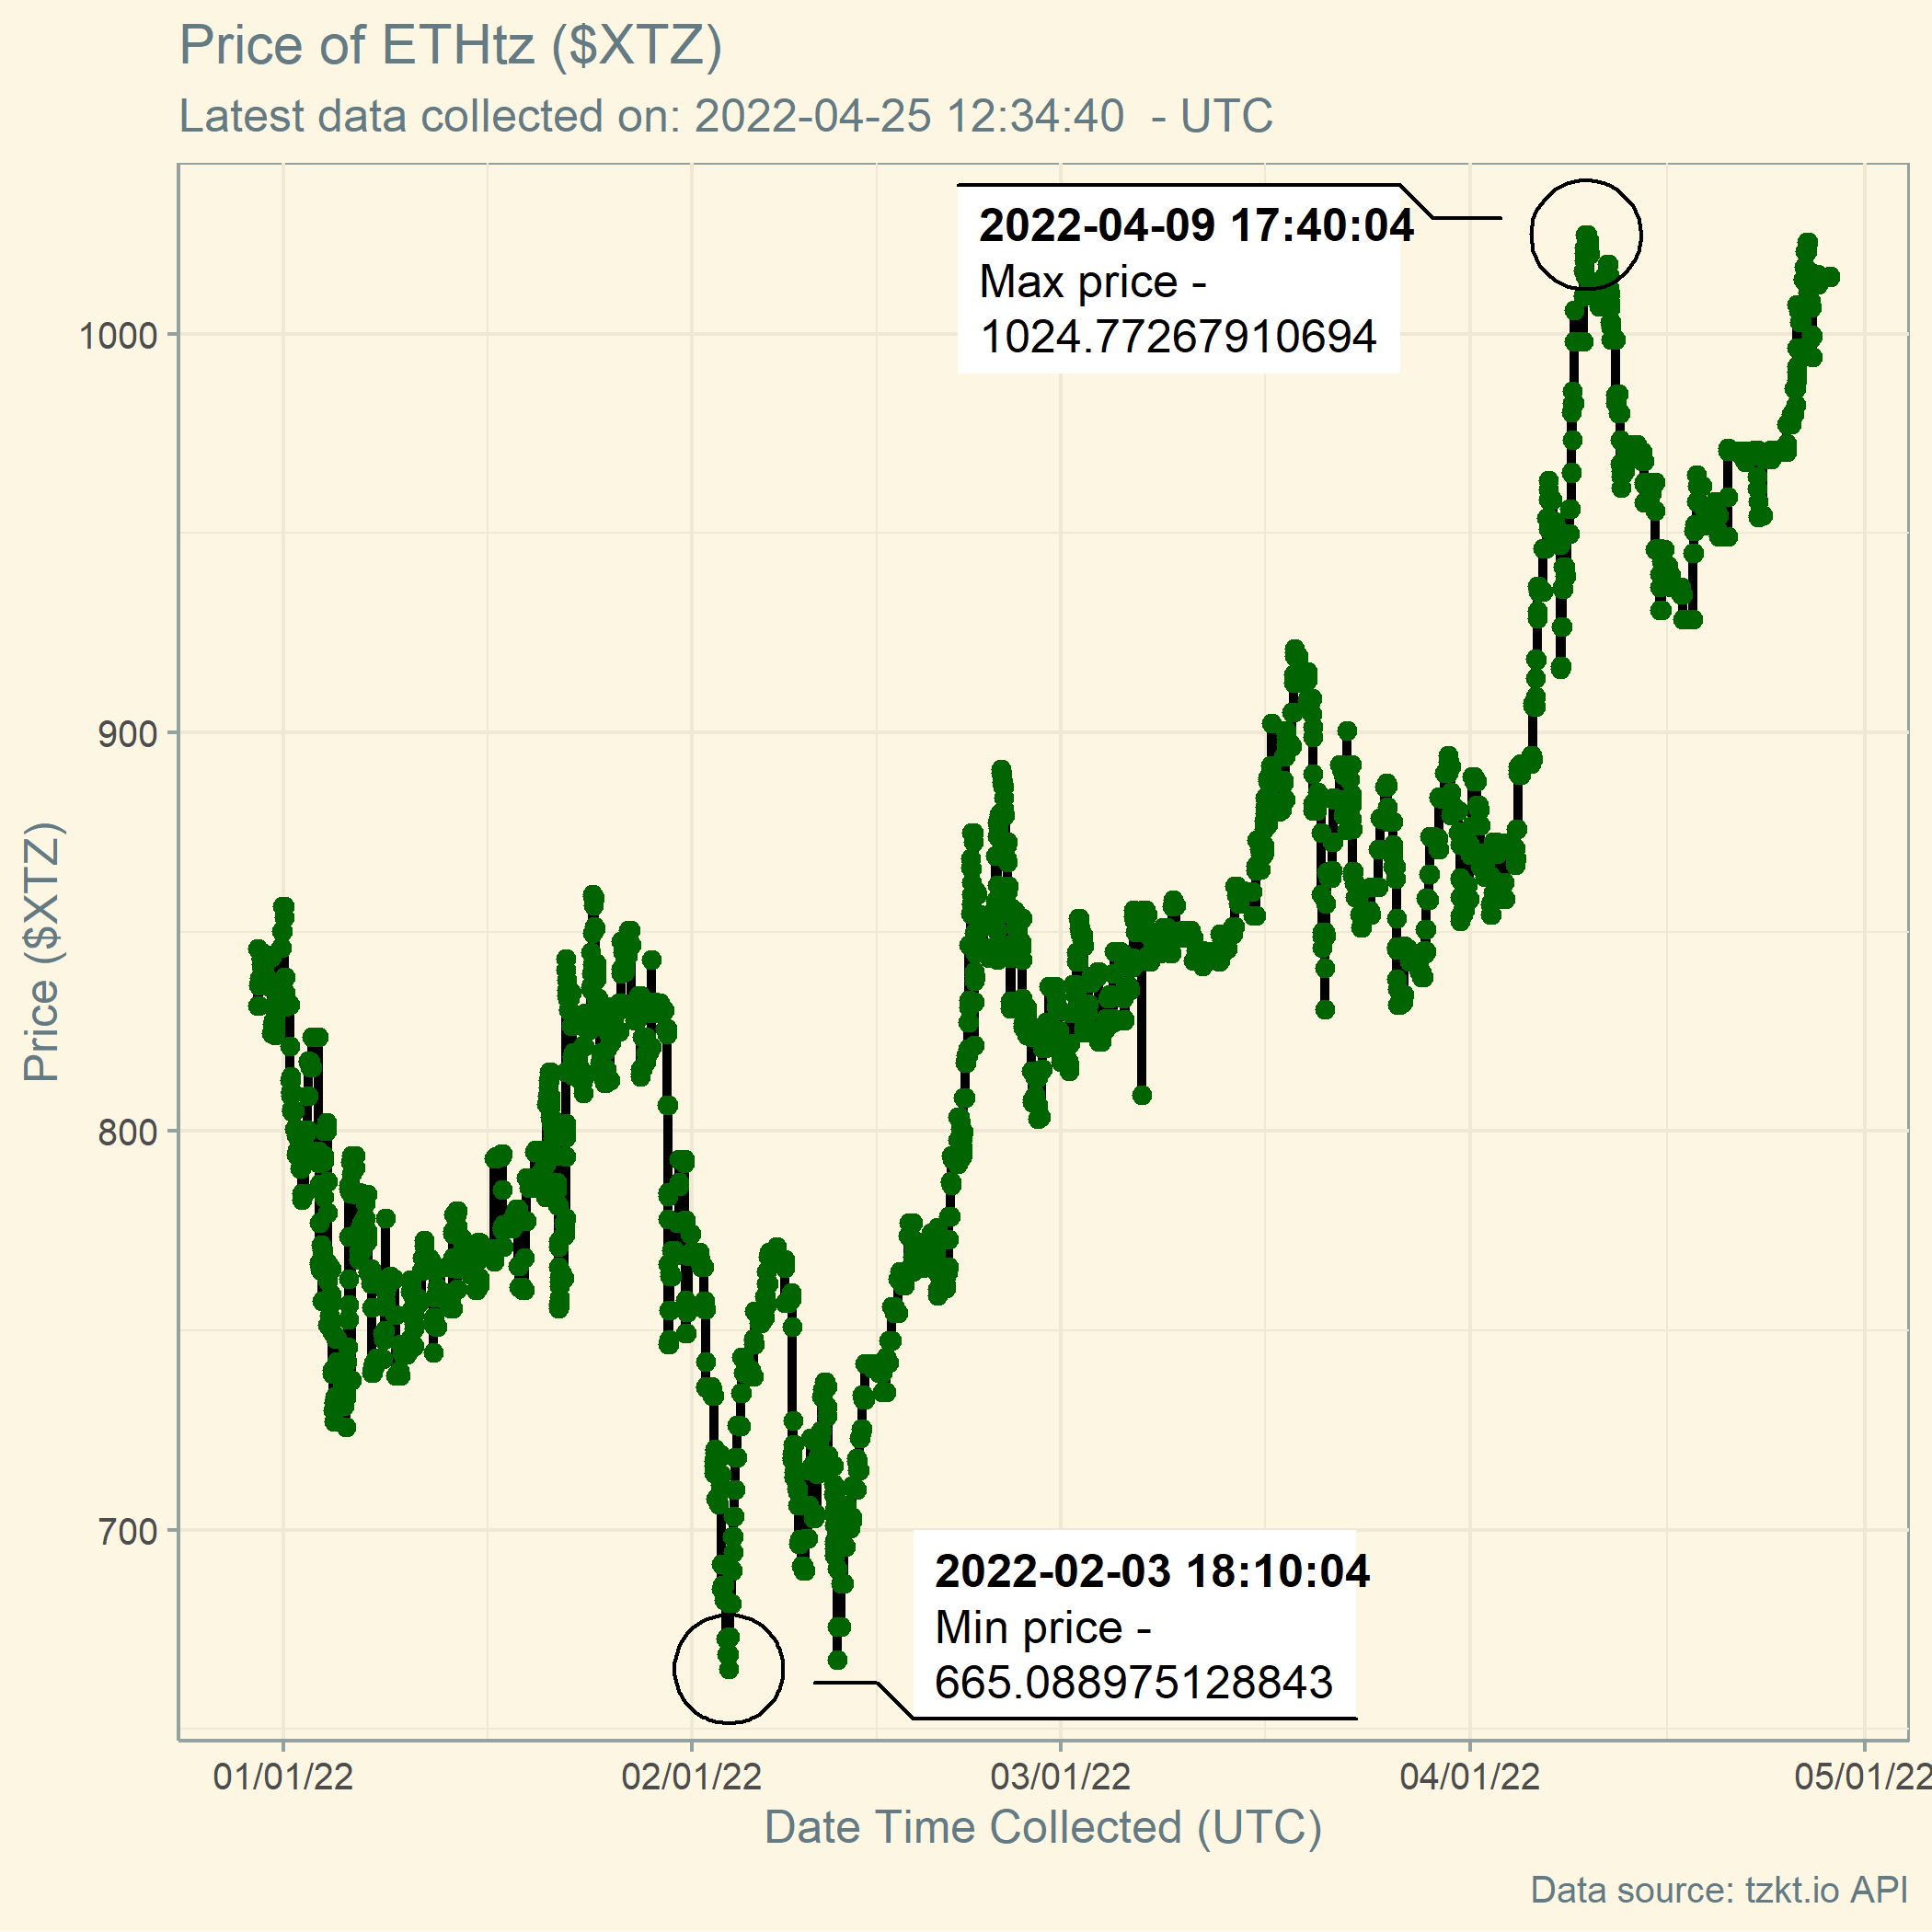 Price of ETHtz ($XTZ)
Latest data collected on: 2022-04-25 12:34:40  - UTC
2022-04-09 17:40:04
Max price -
1024.77267910694
1000
900
800
700
Price ($XTZ)
2022-02-03 18:10:04
Min price -
665.088975128843
01/01/22
02/01/22
03/01/22
04/01/22
05/01/22
Date Time Collected (UTC)
Data source: tzkt.io API